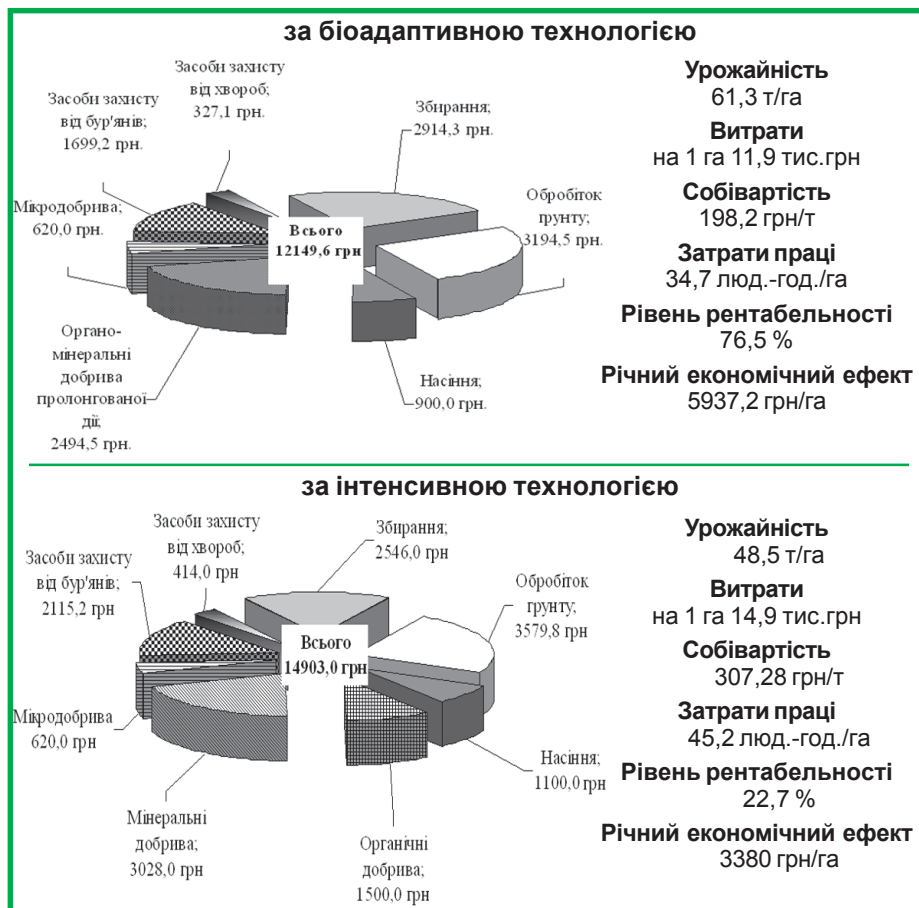 за біоадаптивною технологією
Засоби захисту
від хвороб;
327,1 грн.
Засоби захисту
від бур'янів;
1699,2 грн.
Мікродобрива;
620,0 грн.
Органо-
мінеральні
добрива
пролонгованої
дії;
2494,5 грн.
Збирання;
2914,3 грн.
Обробіток
грунту;
3194,5 грн.
Насіння;
900,0 грн.
Всього
12149,6 грн
Урожайність
61,3 т/га
Витрати
на 1 га 11,9 тис.грн
Собівартість
198,2 грн/т
Затрати праці
34,7 люд.-год./га
Рівень рентабельності
76,5 %
Річний економічний ефект
5937,2 грн/га
за інтенсивною технологією
Засоби захисту
від хвороб;
414,0 грн
Засоби захисту
від бур'янів;
2115,2 грн
Мікродобрива
620,0 грн
Мінеральні
добрива;
3028,0 грн
Органічні
добрива;
1500,0 грн
Насіння;
1100,0 грн
Обробіток
грунту;
3579,8 грн
Збирання;
2546,0 грн
Всього
14903,0 грн
Урожайність
48,5 т/га
Витрати
на 1 га 14,9 тис.грн
Собівартість
307,28 грн/т
Затрати праці
45,2 люд.-год./га
Рівень рентабельності
22,7 %
Річний економічний ефект
3380 грн/га